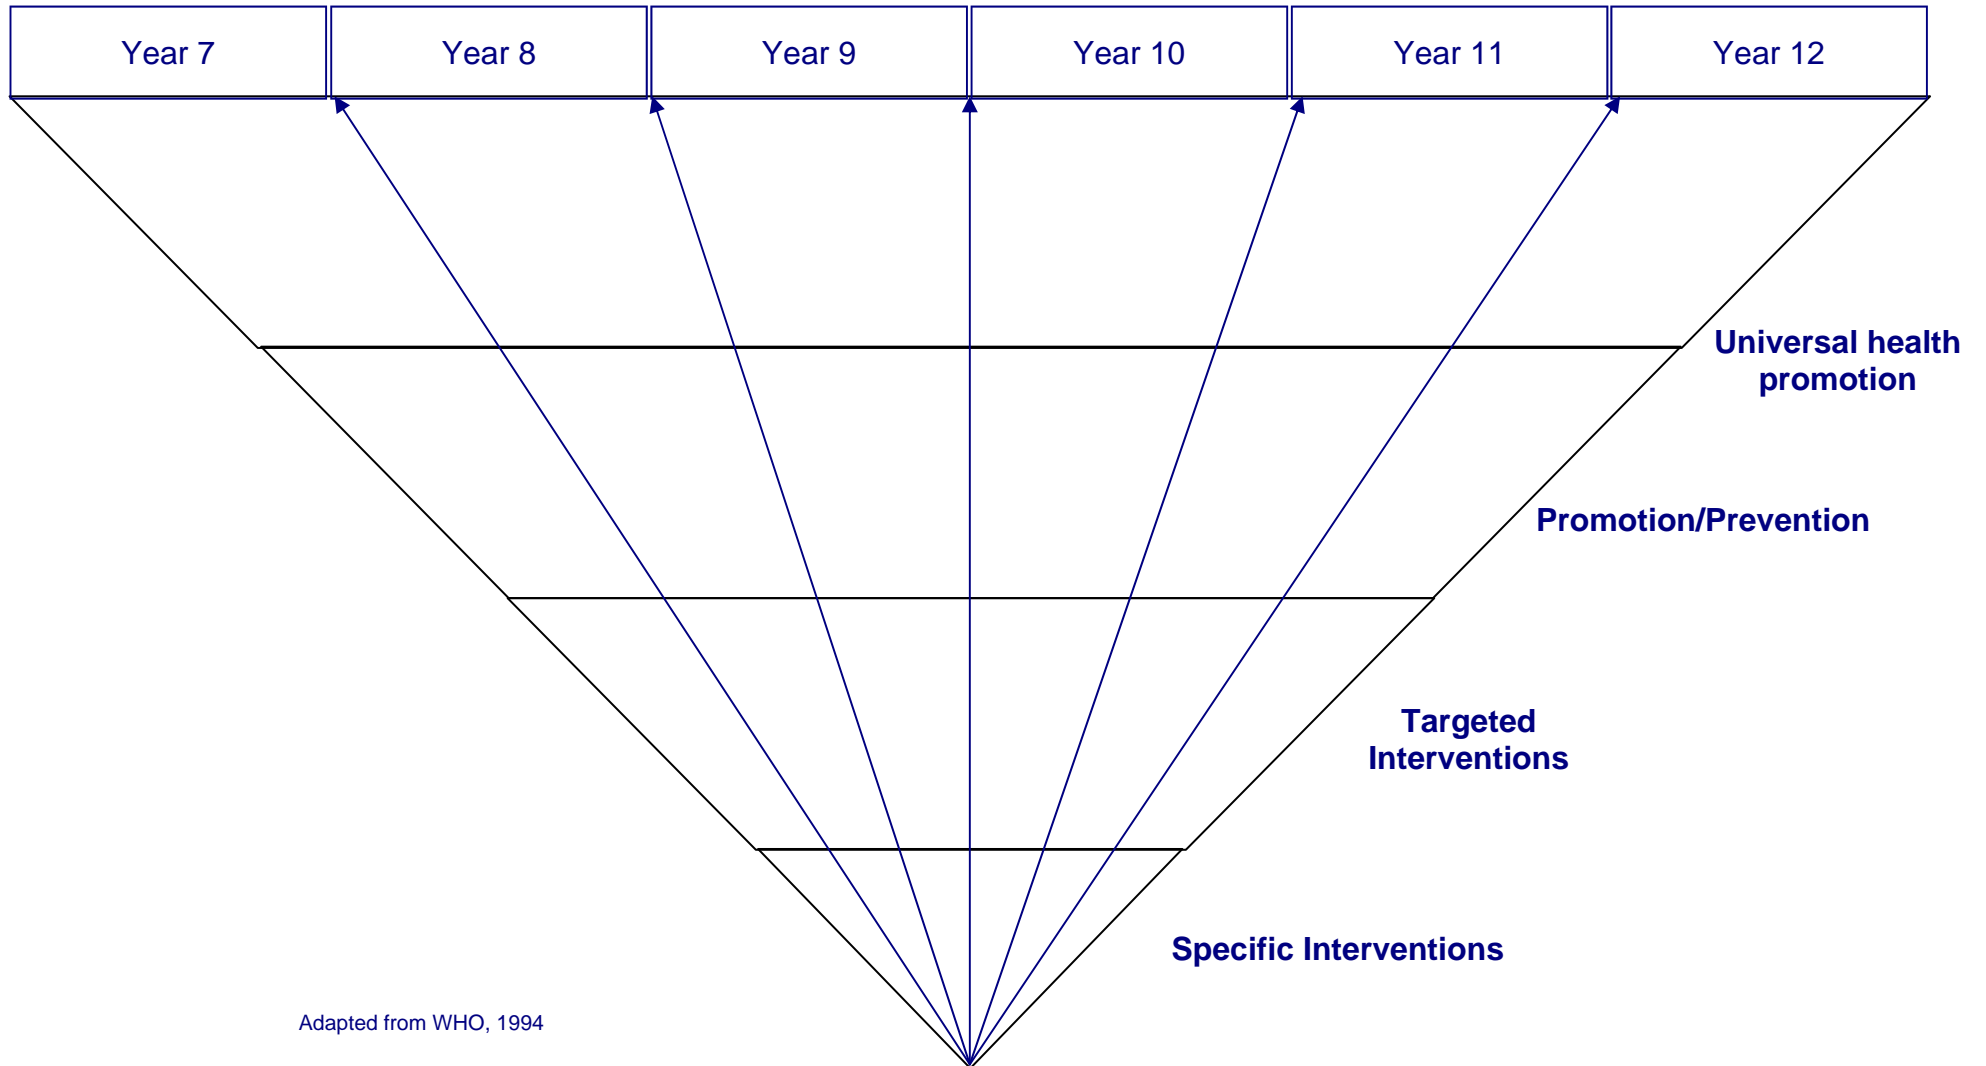 Year 7
Year 8
Year 9
Year 10
Year 11
Year 12
Universal health
promotion
Promotion/Prevention
Targeted
Interventions
Specific Interventions
Adapted from WHO, 1994